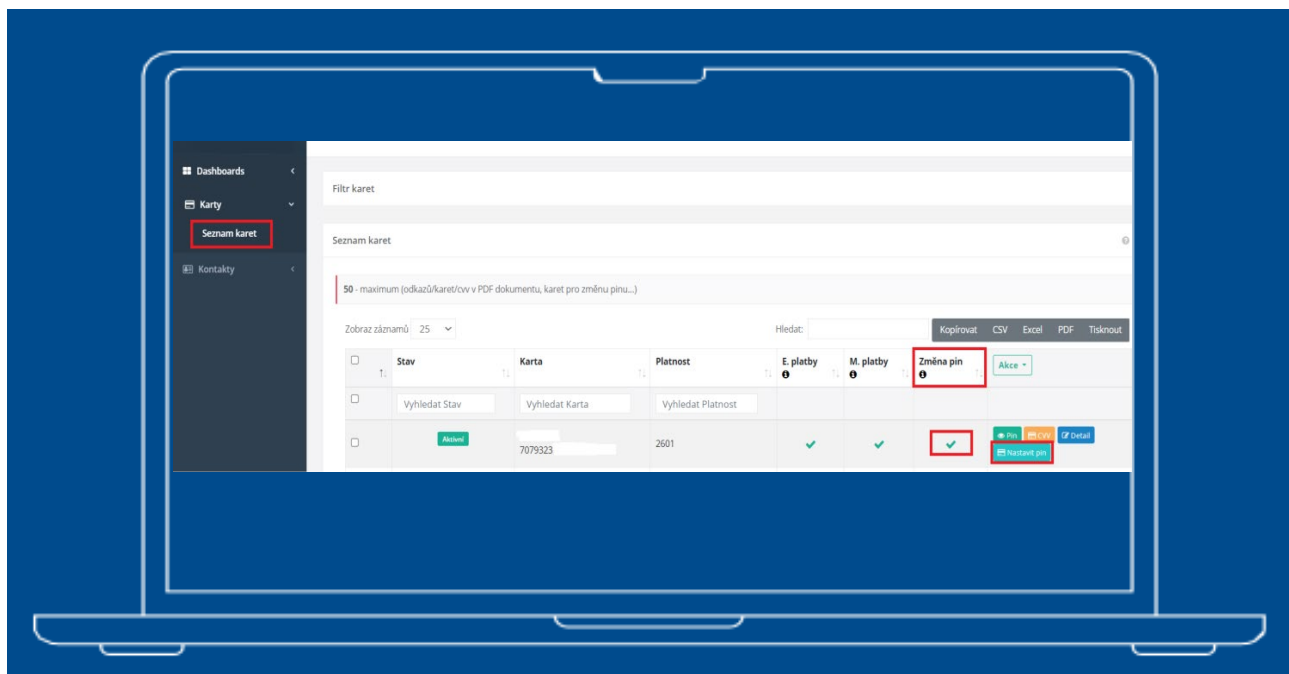 Dashboards
Karty
Seznam karet
Kontakty
Filtr karet
Seznam karet
50 - maximum (odkazů/karet/cvv v PDF dokumentu, karet pro změnu pinu...)
Zobraz záznamů 25
Hledat:
Kopírovat CSV Excel PDF Tisknout
Stav Karta Platnost E. platby M. platby Změna pin Akce
Vyhledat Stav Vyhledat Karta Vyhledat Platnost
Aktivní 7079323 2601 Pin CVV Detail
Nastavit pin